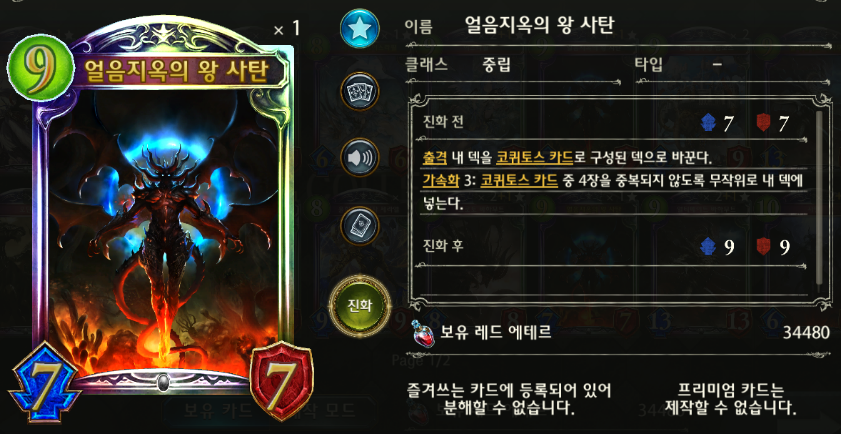 × 1
9
얼음지옥의 왕 사탄
7
7
진화
이름 얼음지옥의 왕 사탄
클래스 중립 타입 –
진화 전 7 7
출격 내 덱을 코퀴토스 카드로 구성된 덱으로 바꾼다.
가속화 3: 코퀴토스 카드 중 4장을 중복되지 않도록 무작위로 내 덱에
넣는다.
진화 후 9 9
보유 레드 에테르 34480
Page 172
즐겨쓰는 카드에 등록되어 있어
분해할 수 없습니다.
프리미엄 카드는
제작할 수 없습니다.